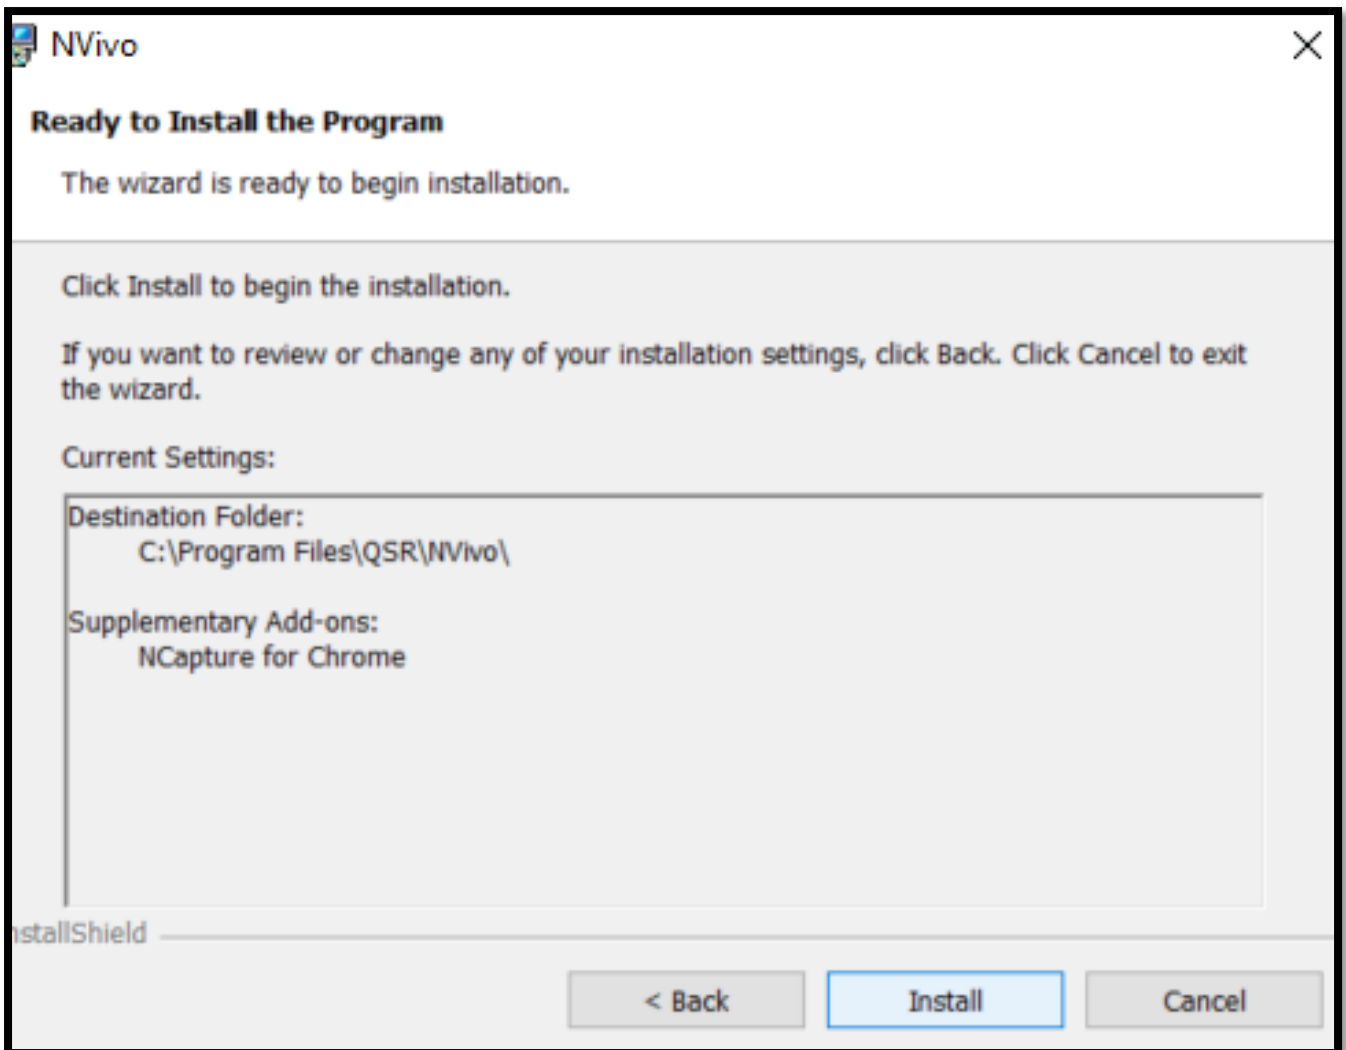 NVivo
Ready to Install the Program
The wizard is ready to begin installation.
Click Install to begin the installation.
If you want to review or change any of your installation settings, click Back. Click Cancel to exit
the wizard.
Current Settings:
Destination Folder:
C:\Program Files\QSR\NVivo\
Supplementary Add-ons:
NCapture for Chrome
nstallShield
< Back
Install
Cancel